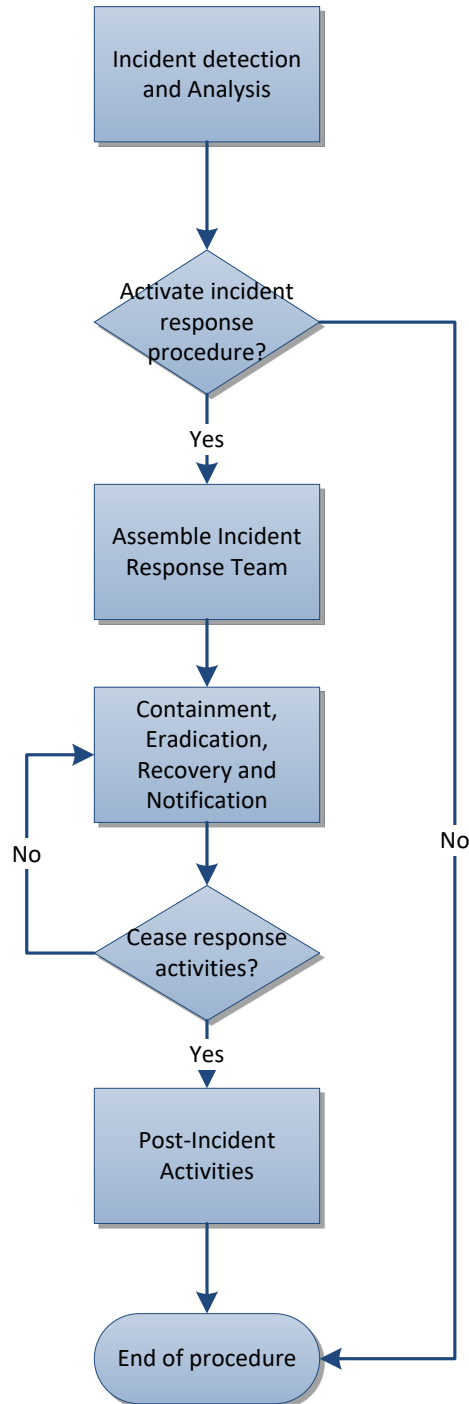 Incident detection
and Analysis
Activate incident
response
procedure?
Yes
Assemble Incident
Response Team
Containment,
Eradication,
Recovery and
Notification
No
No
Cease response
activities?
Yes
Post-Incident
Activities
End of procedure